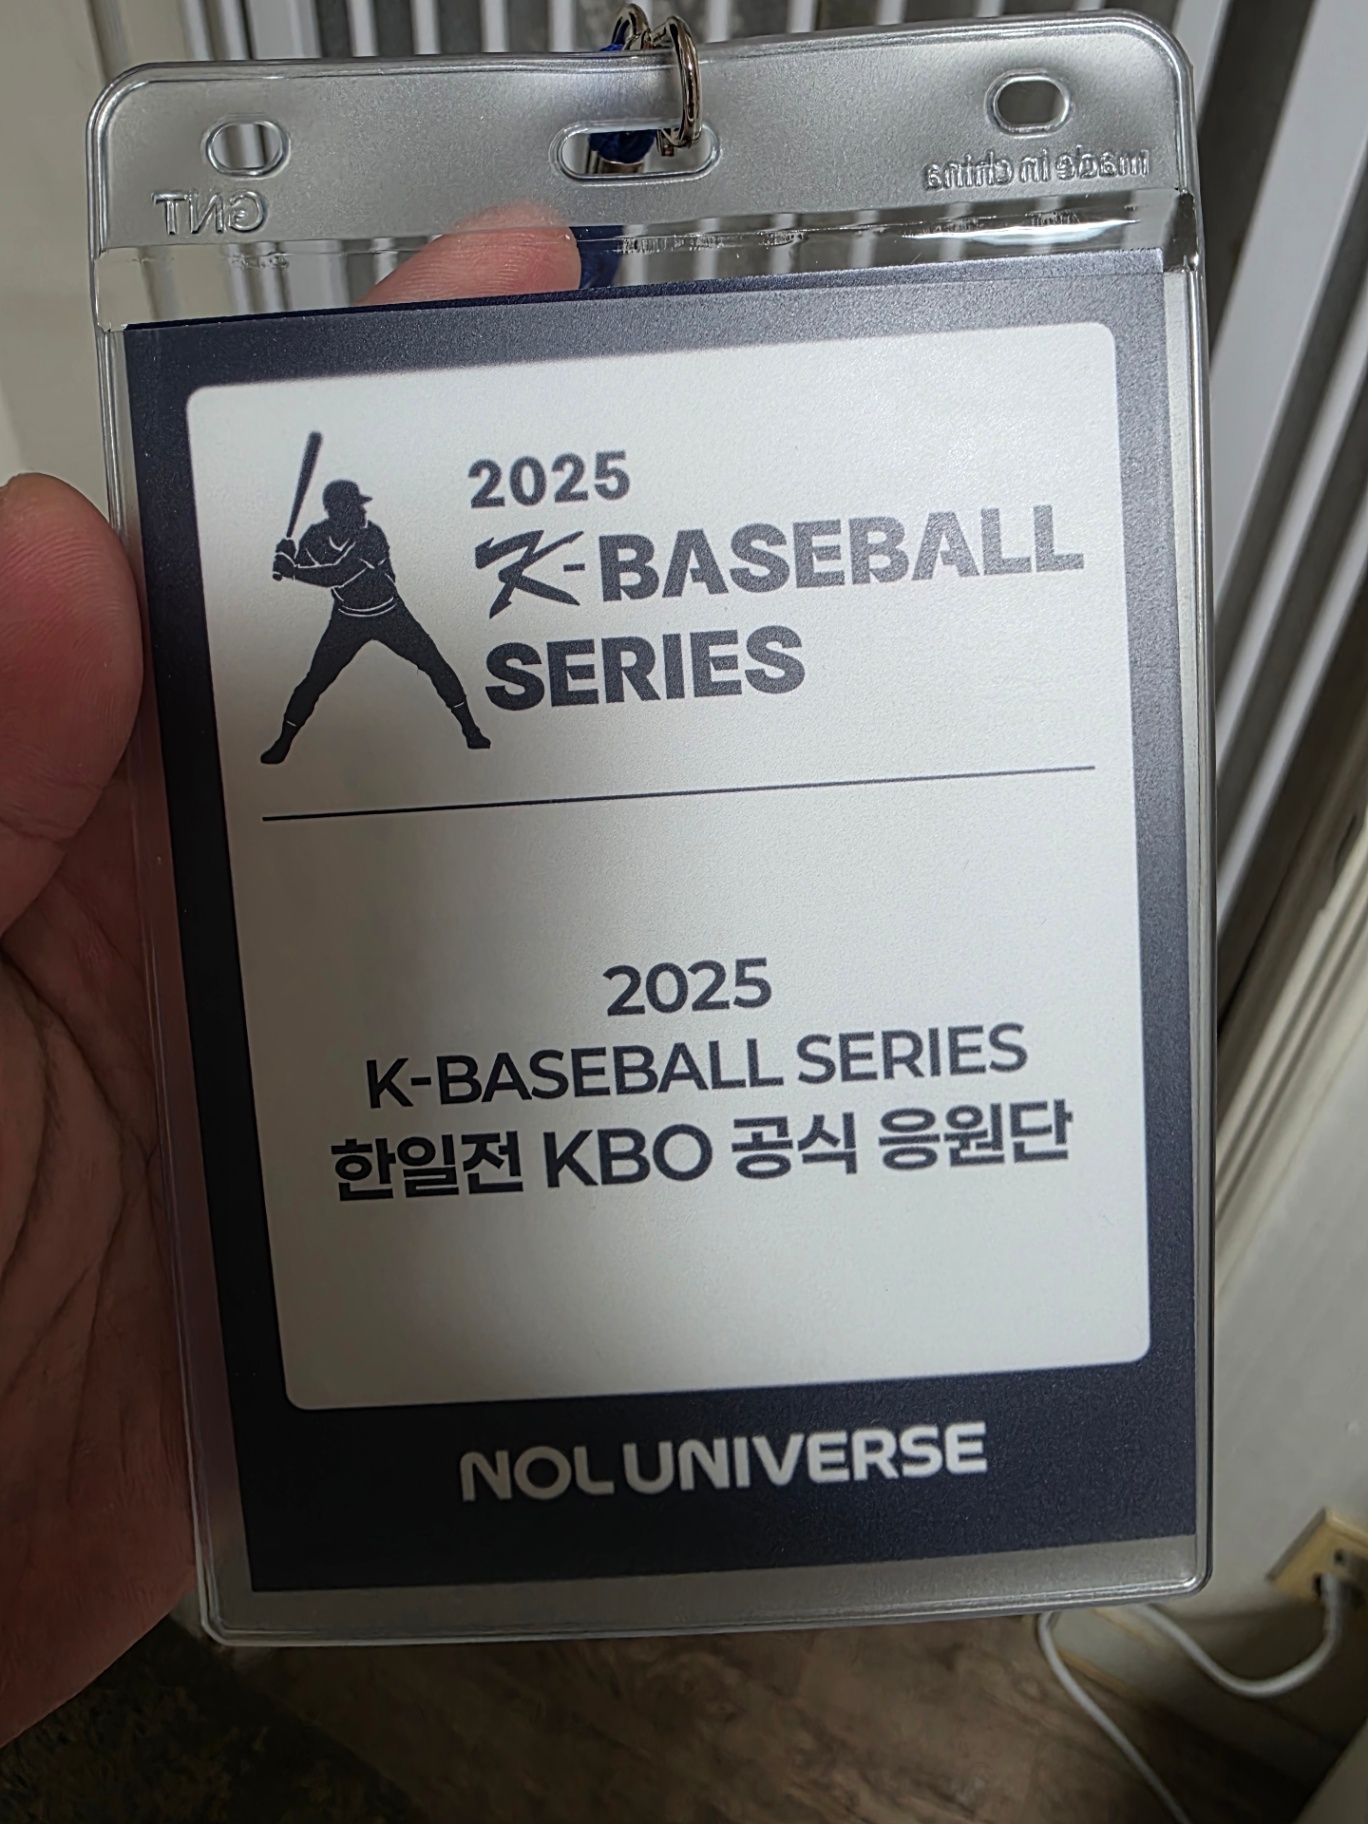 GNT
made in china
2025
K-BASEBALL
SERIES
2025
K-BASEBALL SERIES
한일전 KBO 공식 응원단
NOL UNIVERSE